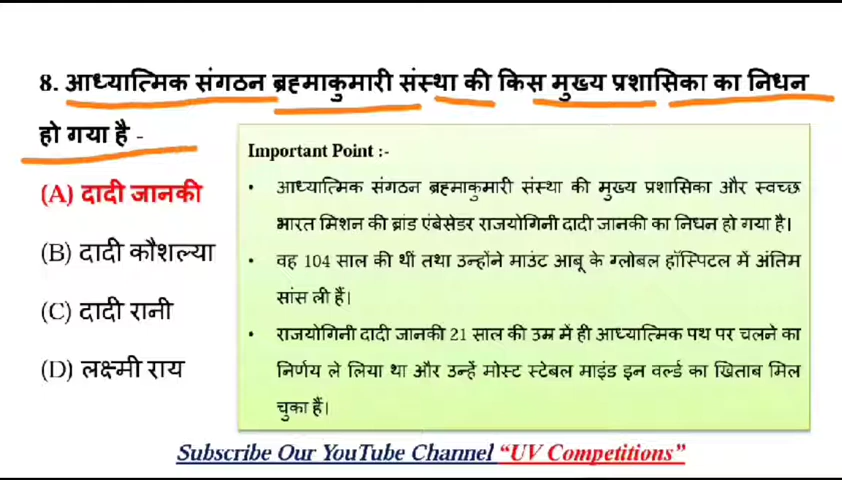 8. आध्यात्मिक संगठन ब्रह्माकुमारी संस्था की किस मुख्य प्रशासिका का निधन
हो गया है -
(A) दादी जानकी
(B) दादी कौशल्या
(C) दादी रानी
(D) लक्ष्मी राय
Important Point :-
• आध्यात्मिक संगठन ब्रह्माकुमारी संस्था की मुख्य प्रशासिका और स्वच्छ
भारत मिशन की ब्रांड एंबेसेडर राजयोगिनी दादी जानकी का निधन हो गया है।
• वह 104 साल की थीं तथा उन्होंने माउंट आबू के ग्लोबल हॉस्पिटल में अंतिम
सांस ली हैं।
• राजयोगिनी दादी जानकी 21 साल की उम्र में ही आध्यात्मिक पथ पर चलने का
निर्णय ले लिया था और उन्हें मोस्ट स्टेबल माइंड इन वर्ल्ड का खिताब मिल
चुका हैं।
Subscribe Our YouTube Channel “UV Competitions”